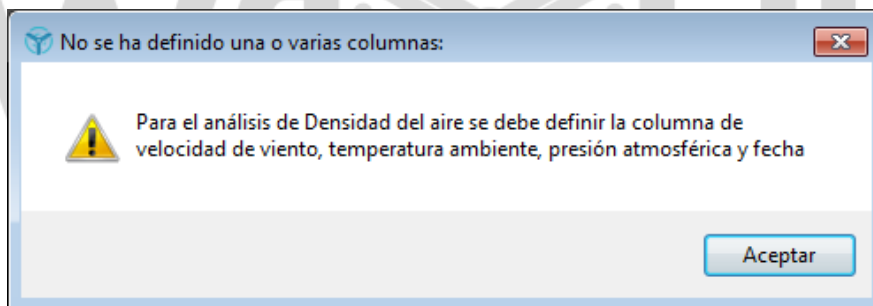 No se ha definido una o varias columnas:
Para el análisis de Densidad del aire se debe definir la columna de
velocidad de viento, temperatura ambiente, presión atmosférica y fecha
Aceptar